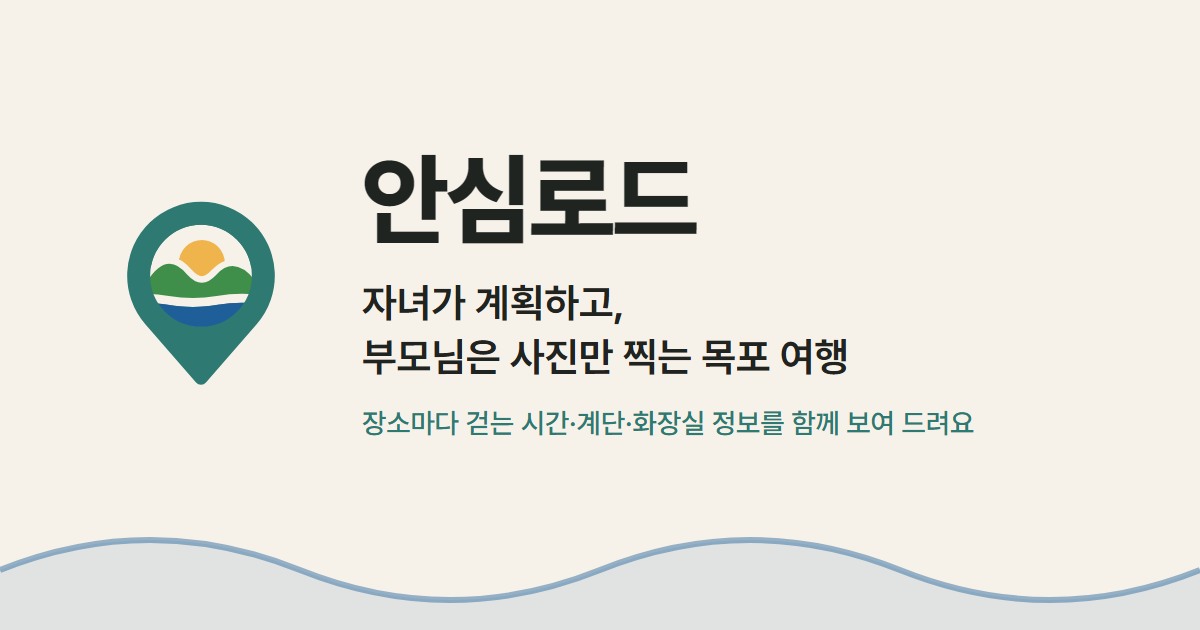 안심로드
자녀가 계획하고,
부모님은 사진만 찍는 목포 여행
장소마다 걷는 시간·계단·화장실 정보를 함께 보여 드려요